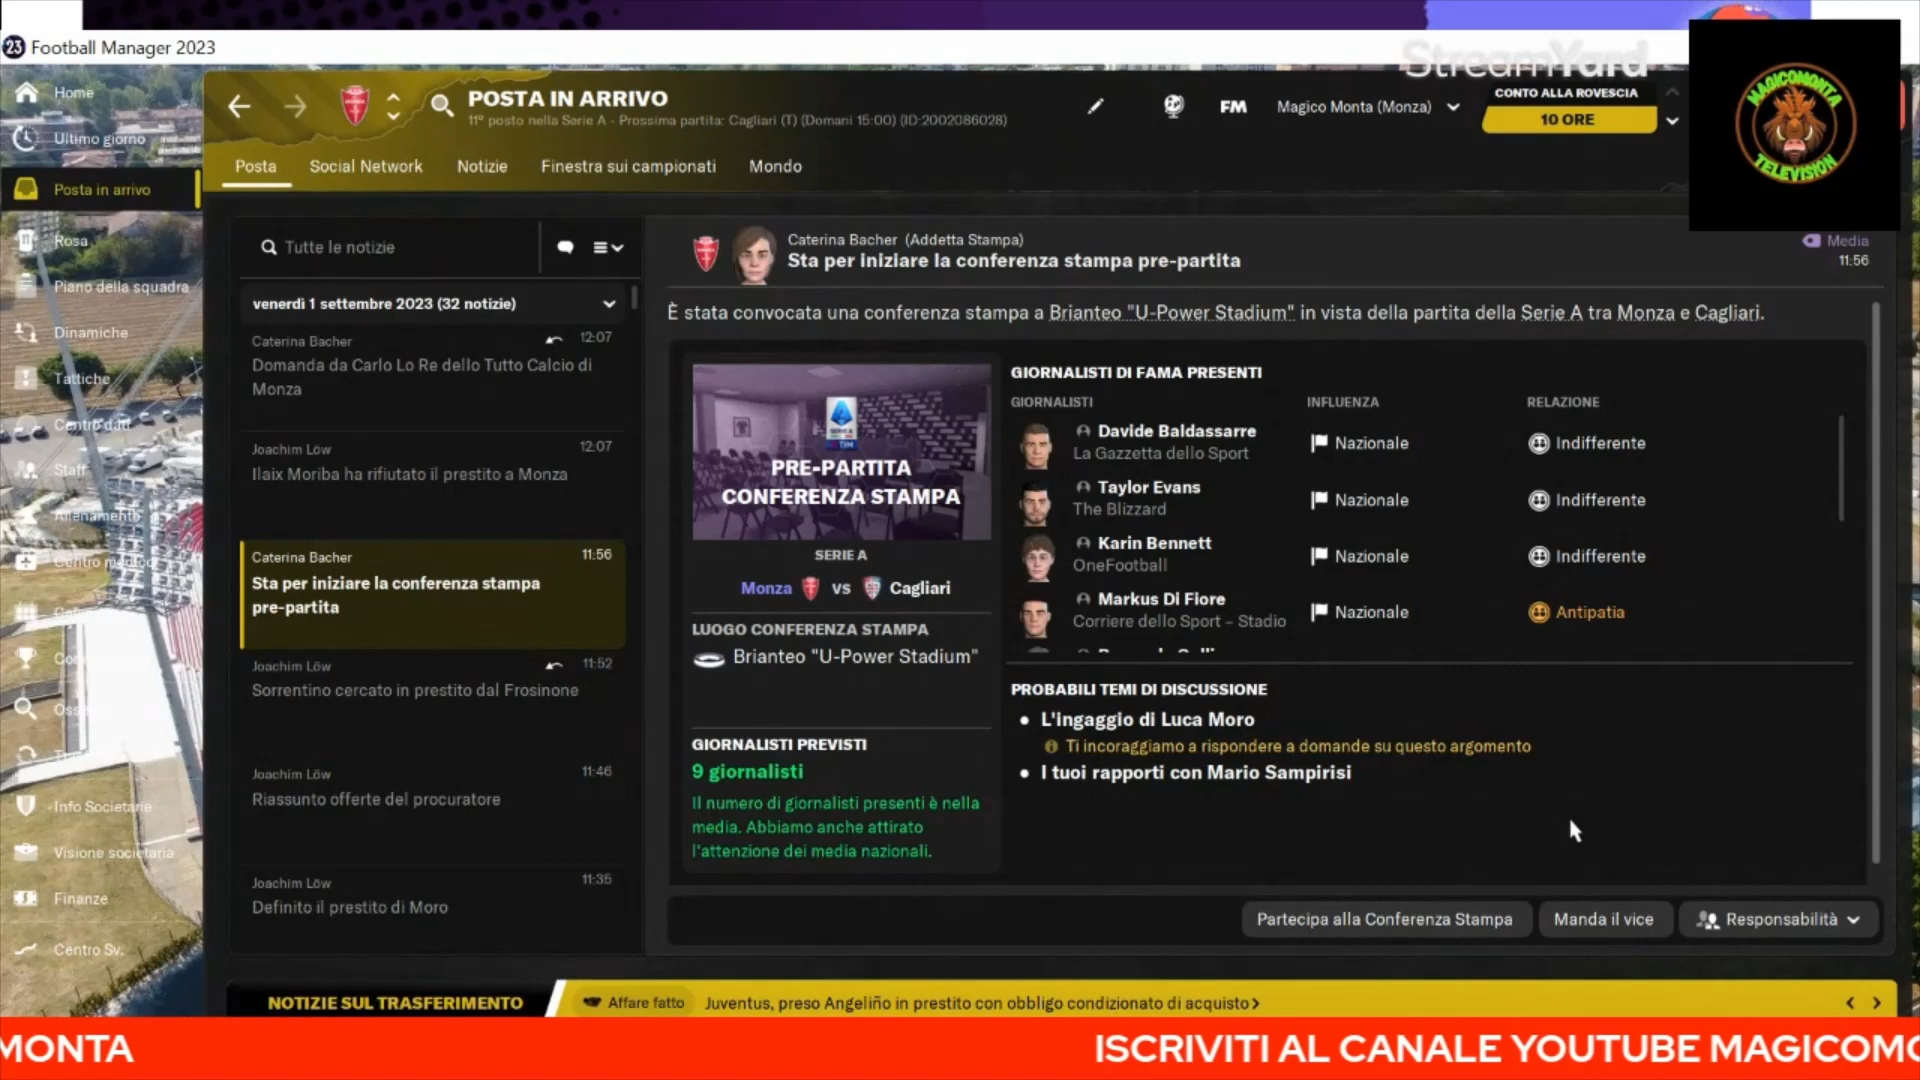 Football Manager 2023
StreamYard
MAGICOMONTA
TELEVISION
Home
Ultimo giorno
Posta in arrivo
Rosa
Piano della squadra
Dinamiche
Tattiche
Centro dati
Staff
Allenamento
Centro medico
Info Societarie
Visione societaria
Finanze
Centro Sv.
POSTA IN ARRIVO
11° posto nella Serie A - Prossima partita: Cagliari (T) (Domani 15:00) (ID:2002086028)
FM
Magico Monta (Monza)
CONTO ALLA ROVESCIA
10 ORE
Posta
Social Network
Notizie
Finestra sui campionati
Mondo
Tutte le notizie
venerdì 1 settembre 2023 (32 notizie)
Caterina Bacher
12:07
Domanda da Carlo Lo Re dello Tutto Calcio di
Monza
Joachim Löw
12:07
Ilaix Moriba ha rifiutato il prestito a Monza
Caterina Bacher
11:56
Sta per iniziare la conferenza stampa
pre-partita
Joachim Löw
11:52
Sorrentino cercato in prestito dal Frosinone
Joachim Löw
11:46
Riassunto offerte del procuratore
Joachim Löw
11:35
Definito il prestito di Moro
Caterina Bacher (Addetta Stampa)
Sta per iniziare la conferenza stampa pre-partita
Media
11:56
È stata convocata una conferenza stampa a Brianteo "U-Power Stadium" in vista della partita della Serie A tra Monza e Cagliari.
PRE-PARTITA
CONFERENZA STAMPA
SERIE A
Monza VS Cagliari
LUOGO CONFERENZA STAMPA
Brianteo "U-Power Stadium"
GIORNALISTI PREVISTI
9 giornalisti
Il numero di giornalisti presenti è nella
media. Abbiamo anche attirato
l'attenzione dei media nazionali.
GIORNALISTI DI FAMA PRESENTI
GIORNALISTI INFLUENZA RELAZIONE
Davide Baldassarre
La Gazzetta dello Sport
Nazionale
Indifferente
Taylor Evans
The Blizzard
Nazionale
Indifferente
Karin Bennett
OneFootball
Nazionale
Indifferente
Markus Di Fiore
Corriere dello Sport – Stadio
Nazionale
Antipatia
PROBABILI TEMI DI DISCUSSIONE
L'ingaggio di Luca Moro
Ti incoraggiamo a rispondere a domande su questo argomento
I tuoi rapporti con Mario Sampirisi
Partecipa alla Conferenza Stampa
Manda il vice
Responsabilità
NOTIZIE SUL TRASFERIMENTO
Affare fatto
Juventus, preso Angeliño in prestito con obbligo condizionato di acquisto>
MONTA
ISCRIVITI AL CANALE YOUTUBE MAGICOMO